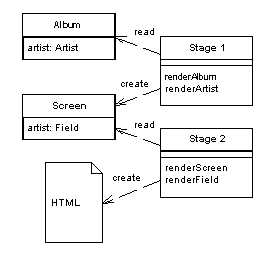 Album
artist: Artist
read
Stage 1
renderAlbum
renderArtist
create
Screen
artist: Field
read
Stage 2
renderScreen
renderField
create
HTML